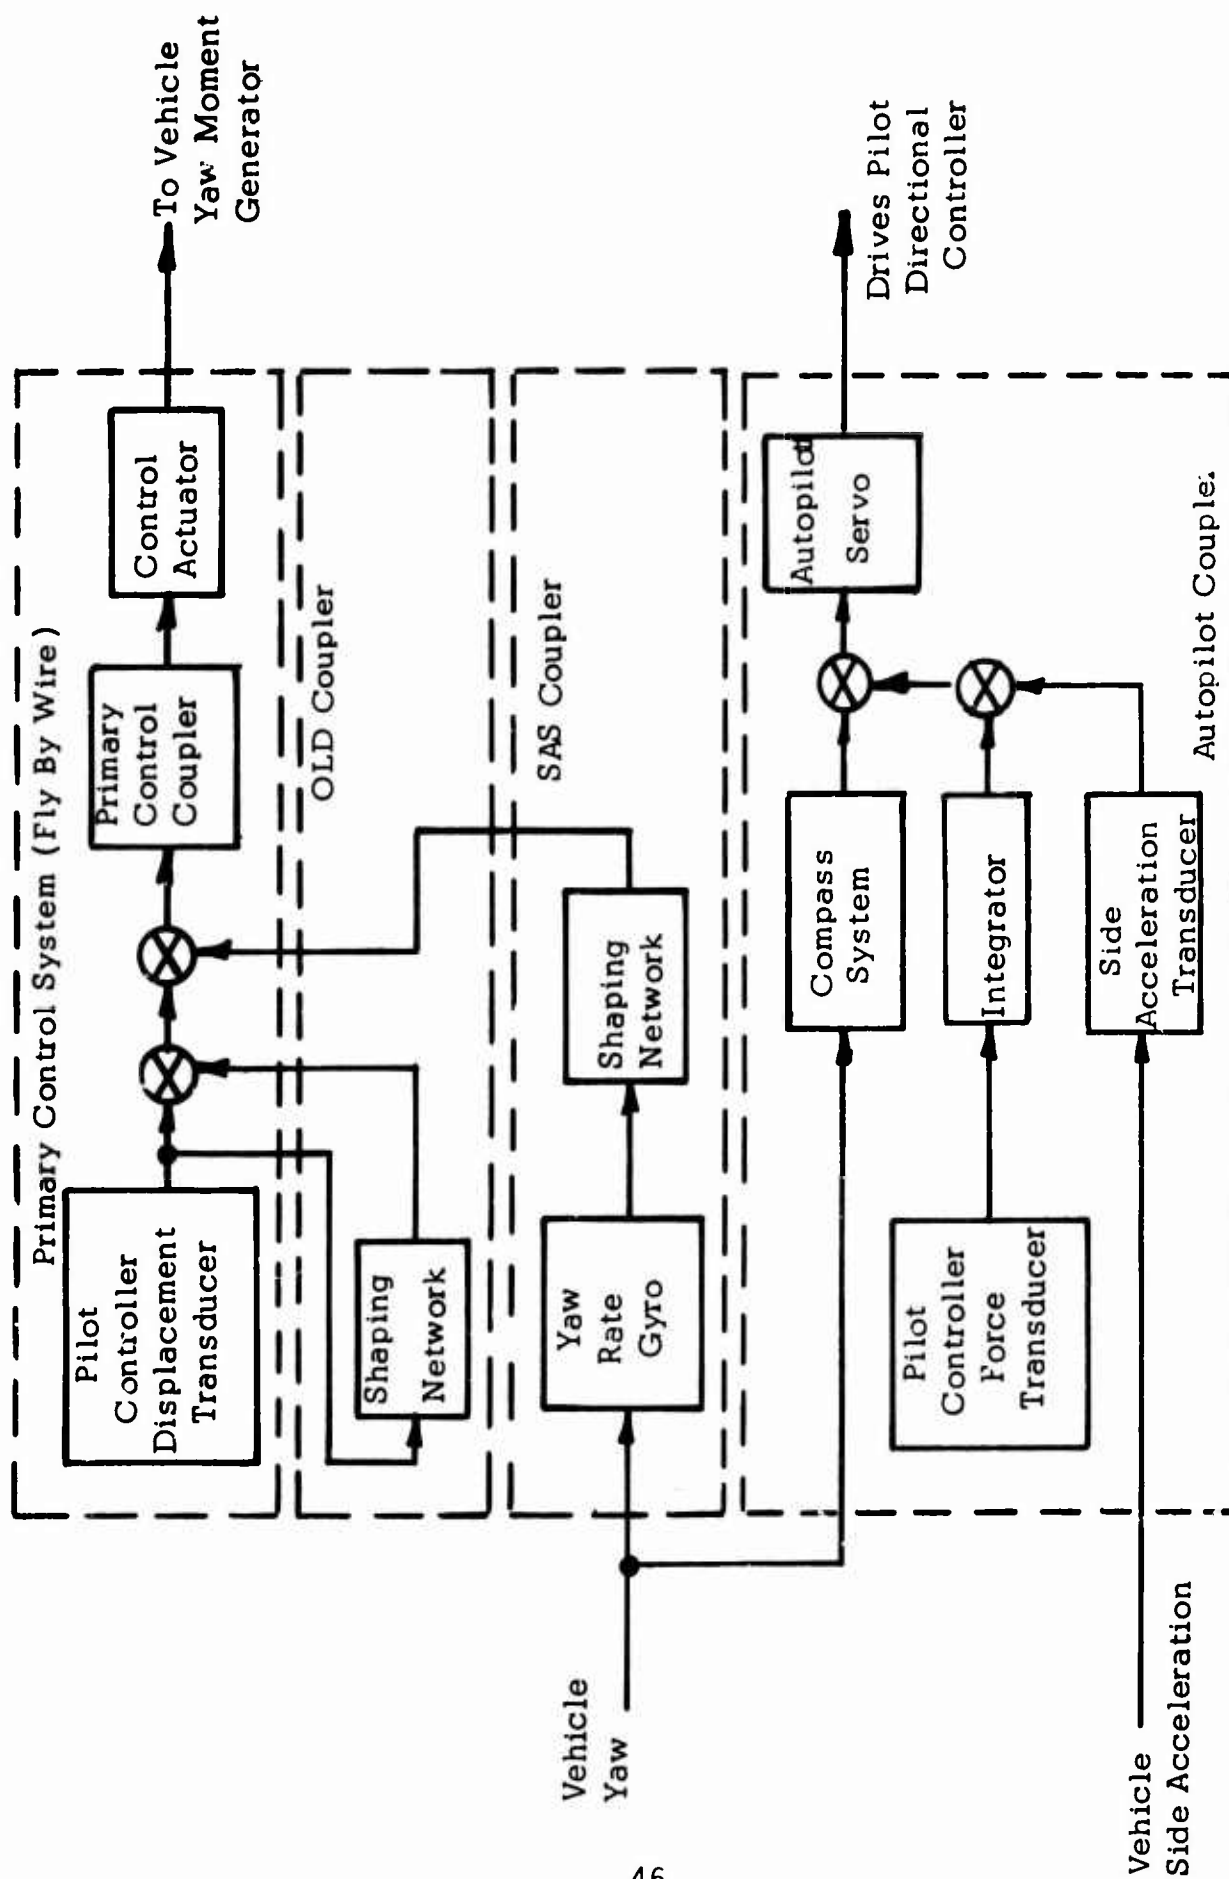 Primary Control System (Fly By Wire)
Pilot
Controller
Displacement
Transducer
Primary
Control
Coupler
Control
Actuator
To Vehicle
Yaw Moment
Generator
OLD Coupler
Shaping
Network
SAS Coupler
Yaw
Rate
Gyro
Shaping
Network
Vehicle
Yaw
Compass
System
Autopilot
Servo
Drives Pilot
Directional
Controller
Pilot
Controller
Force
Transducer
Integrator
Side
Acceleration
Transducer
Autopilot
Vehicle
Side Acceleration